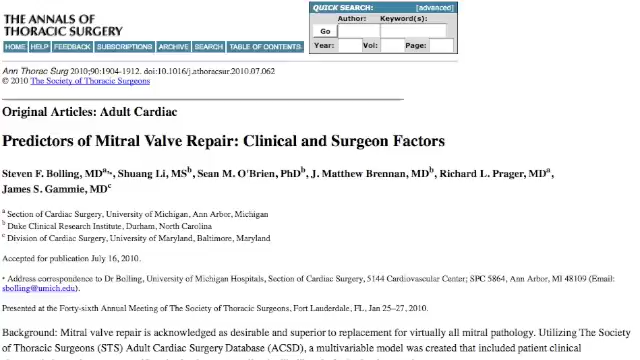 THE ANNALS OF
THORACIC SURGERY
QUICK SEARCH: [advanced]
Author: Keyword(s):
Go
Year: Vol: Page:
HOME HELP FEEDBACK SUBSCRIPTIONS ARCHIVE SEARCH TABLE OF CONTENTS
Ann Thorac Surg 2010;90:1904-1912. doi:10.1016/j.athoracsur.2010.07.062
© 2010 The Society of Thoracic Surgeons
Original Articles: Adult Cardiac
Predictors of Mitral Valve Repair: Clinical and Surgeon Factors
Steven F. Bolling, MDa,*, Shuang Li, MSb, Sean M. O'Brien, PhDb, J. Matthew Brennan, MDb, Richard L. Prager, MDa,
James S. Gammie, MDc
a Section of Cardiac Surgery, University of Michigan, Ann Arbor, Michigan
b Duke Clinical Research Institute, Durham, North Carolina
c Division of Cardiac Surgery, University of Maryland, Baltimore, Maryland
Accepted for publication July 16, 2010.
* Address correspondence to Dr Bolling, University of Michigan Hospitals, Section of Cardiac Surgery, 5144 Cardiovascular Center; SPC 5864, Ann Arbor, MI 48109 (Email:
sbolling@umich.edu).
Presented at the Forty-sixth Annual Meeting of The Society of Thoracic Surgeons, Fort Lauderdale, FL, Jan 25–27, 2010.
Background: Mitral valve repair is acknowledged as desirable and superior to replacement for virtually all mitral pathology. Utilizing The Society
of Thoracic Surgeons (STS) Adult Cardiac Surgery Database (ACSD), a multivariable model was created that included patient clinical